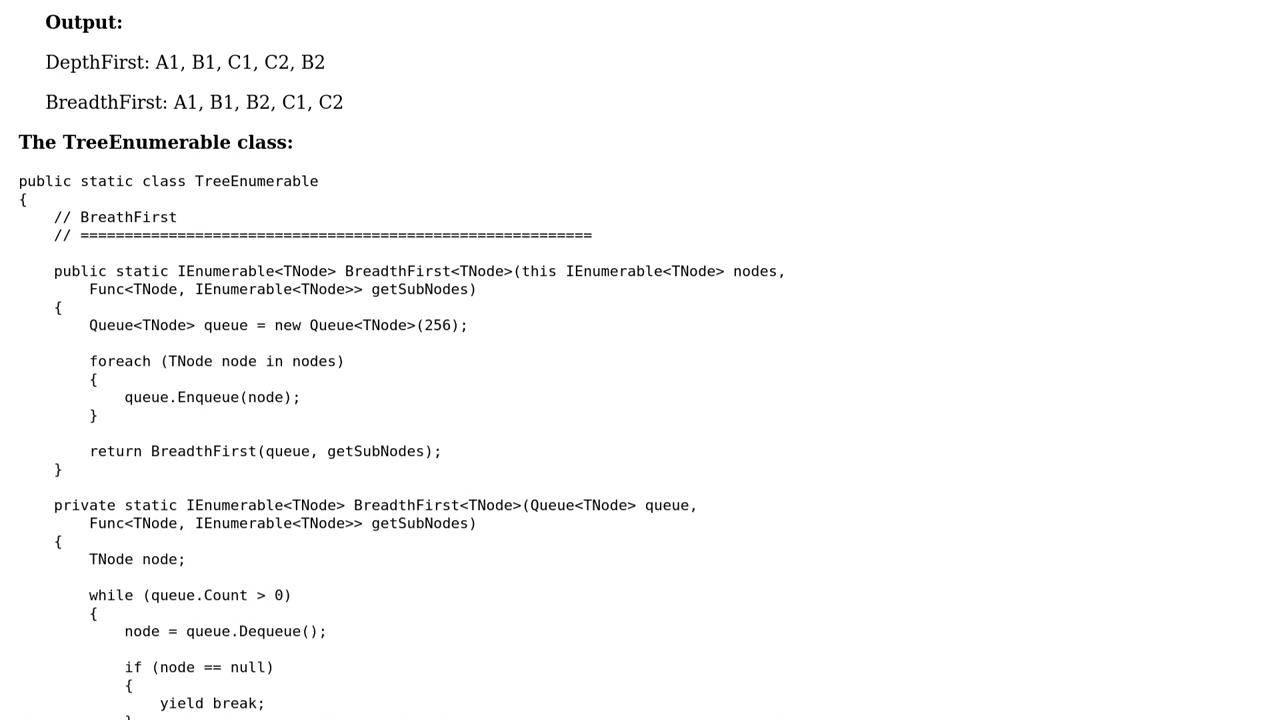 Output:
DepthFirst: A1, B1, C1, C2, B2
BreadthFirst: A1, B1, B2, C1, C2
The TreeEnumerable class:
public static class TreeEnumerable
{
    // BreathFirst
    // ==========================================================

    public static IEnumerable<TNode> BreadthFirst<TNode>(this IEnumerable<TNode> nodes,
        Func<TNode, IEnumerable<TNode>> getSubNodes)
    {
        Queue<TNode> queue = new Queue<TNode>(256);

        foreach (TNode node in nodes)
        {
            queue.Enqueue(node);
        }

        return BreadthFirst(queue, getSubNodes);
    }

    private static IEnumerable<TNode> BreadthFirst<TNode>(Queue<TNode> queue,
        Func<TNode, IEnumerable<TNode>> getSubNodes)
    {
        TNode node;

        while (queue.Count > 0)
        {
            node = queue.Dequeue();

            if (node == null)
            {
                yield break;
            }